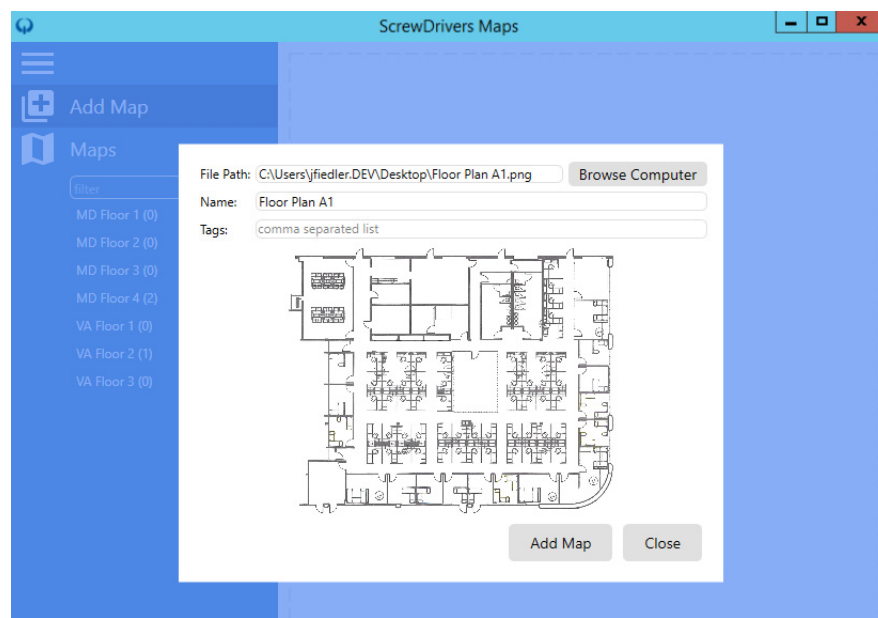 ScrewDrivers Maps
Add Map
Maps
filter
MD Floor 1 (0)
MD Floor 2 (0)
MD Floor 3 (0)
MD Floor 4 (2)
VA Floor 1 (0)
VA Floor 2 (1)
VA Floor 3 (0)
File Path: C:\Users\jfiedler.DEV\Desktop\Floor Plan A1.png Browse Computer
Name: Floor Plan A1
Tags: comma separated list
Add Map Close